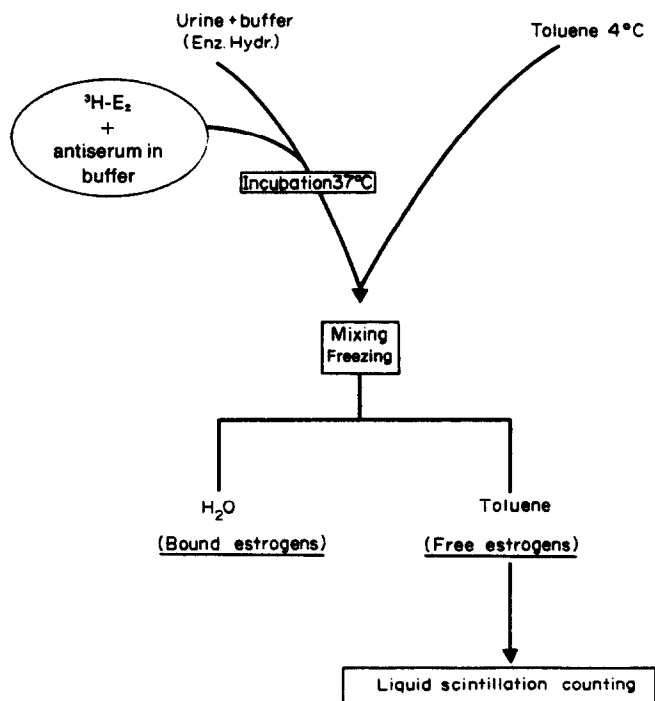 Urine + buffer
(Enz. Hydr.)
Toluene 4°C
³H-E₂
+
antiserum in
buffer
Incubation 37°C
Mixing
Freezing
H₂O
(Bound estrogens)
Toluene
(Free estrogens)
Liquid scintillation counting